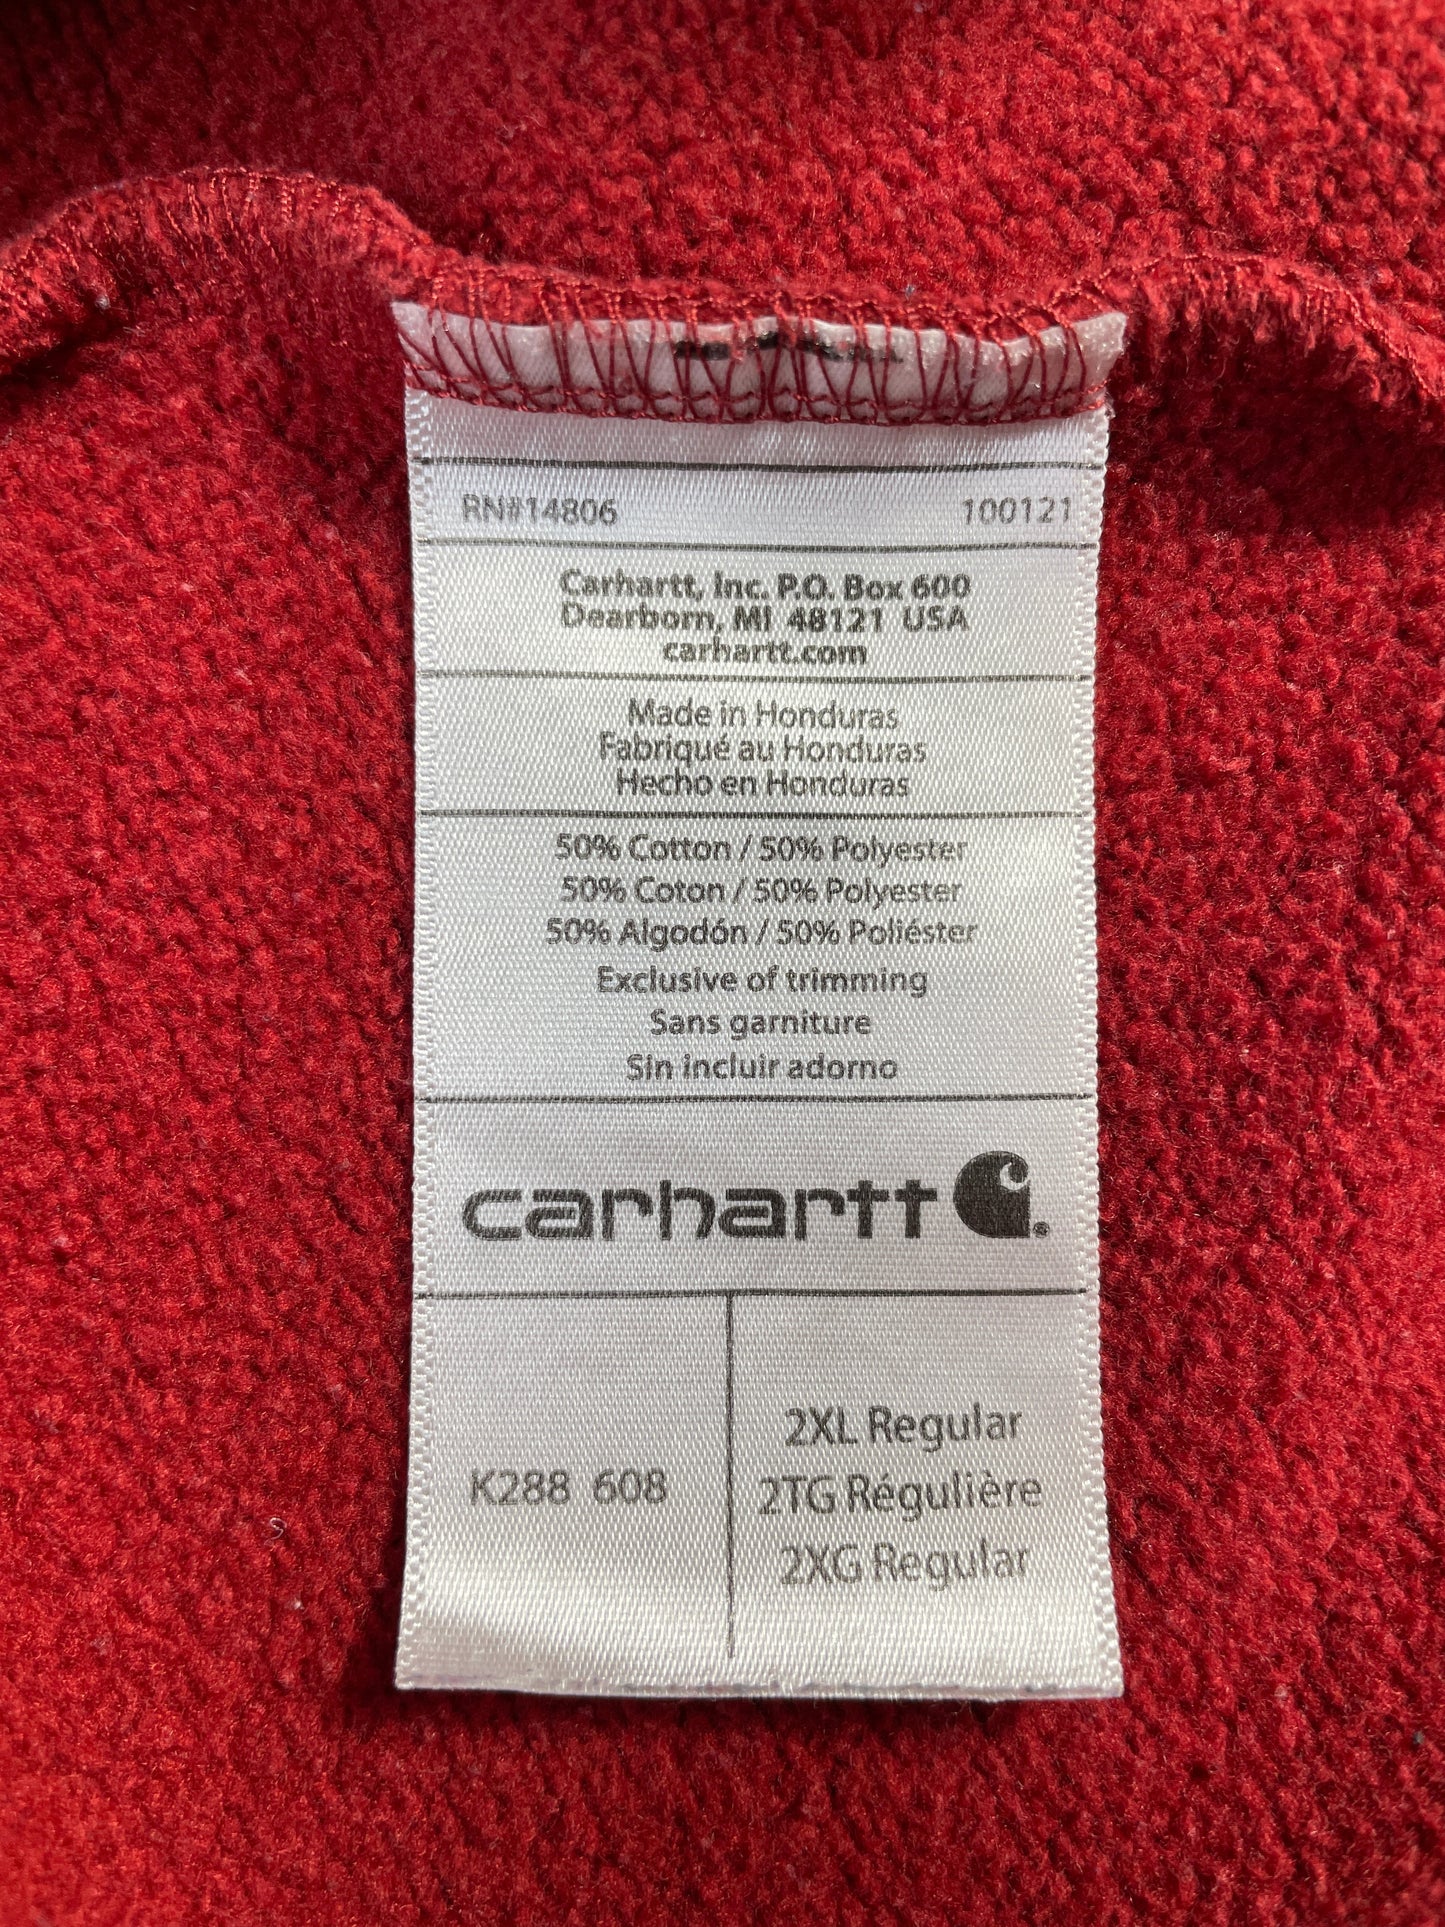 RN#14806 100121
Carhartt, Inc. P.O. Box 600
Dearborn, MI 48121 USA
carhartt.com
Made in Honduras
Fabriqué au Honduras
Hecho en Honduras
50% Cotton / 50% Polyester
50% Coton / 50% Polyester
50% Algodón / 50% Poliéster
Exclusive of trimming
Sans garniture
Sin incluir adorno
carhartt
K288 608
2XL Regular
2TG Régulière
2XG Regular